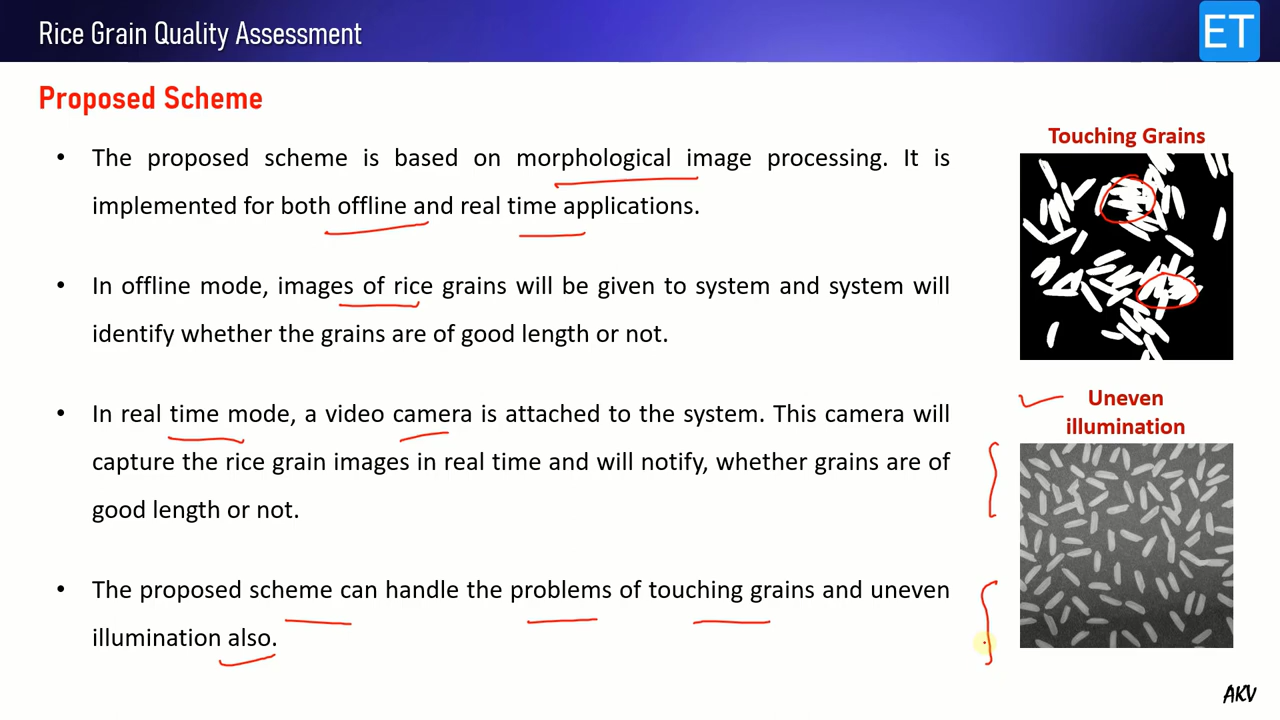 Rice Grain Quality Assessment
ET
Proposed Scheme
• The proposed scheme is based on morphological image processing. It is
implemented for both offline and real time applications.
• In offline mode, images of rice grains will be given to system and system will
identify whether the grains are of good length or not.
• In real time mode, a video camera is attached to the system. This camera will
capture the rice grain images in real time and will notify, whether grains are of
good length or not.
• The proposed scheme can handle the problems of touching grains and uneven
illumination also.
Touching Grains
Uneven
illumination
AKV